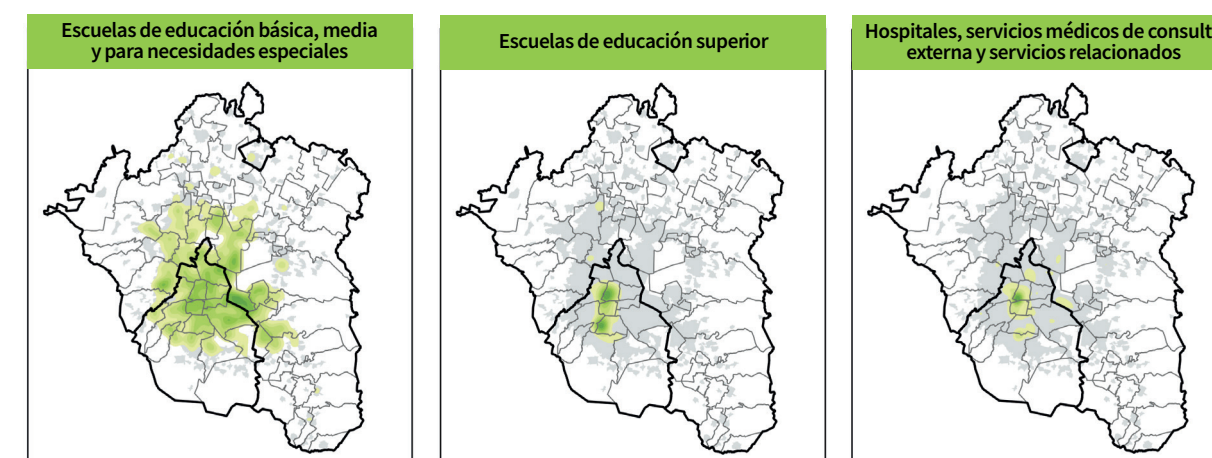 Escuelas de educación básica, media
y para necesidades especiales
Escuelas de educación superior
Hospitales, servicios médicos de consult
externa y servicios relacionados